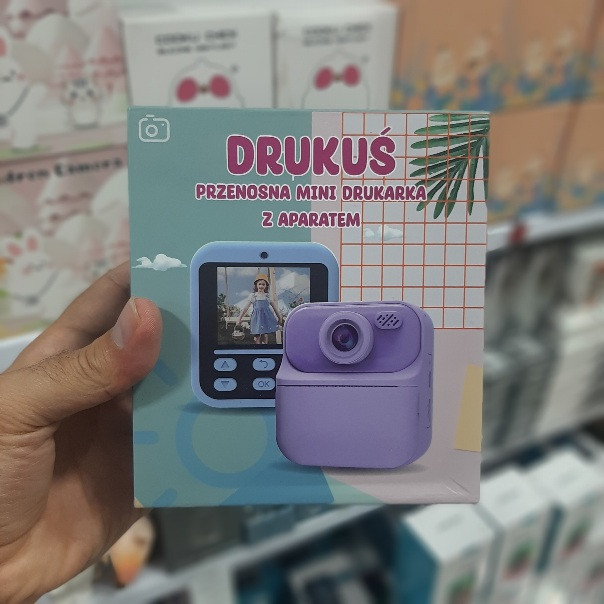 DRUKUŚ
PRZENOSNA MINI DRUKARKA
Z APARATEM
OK